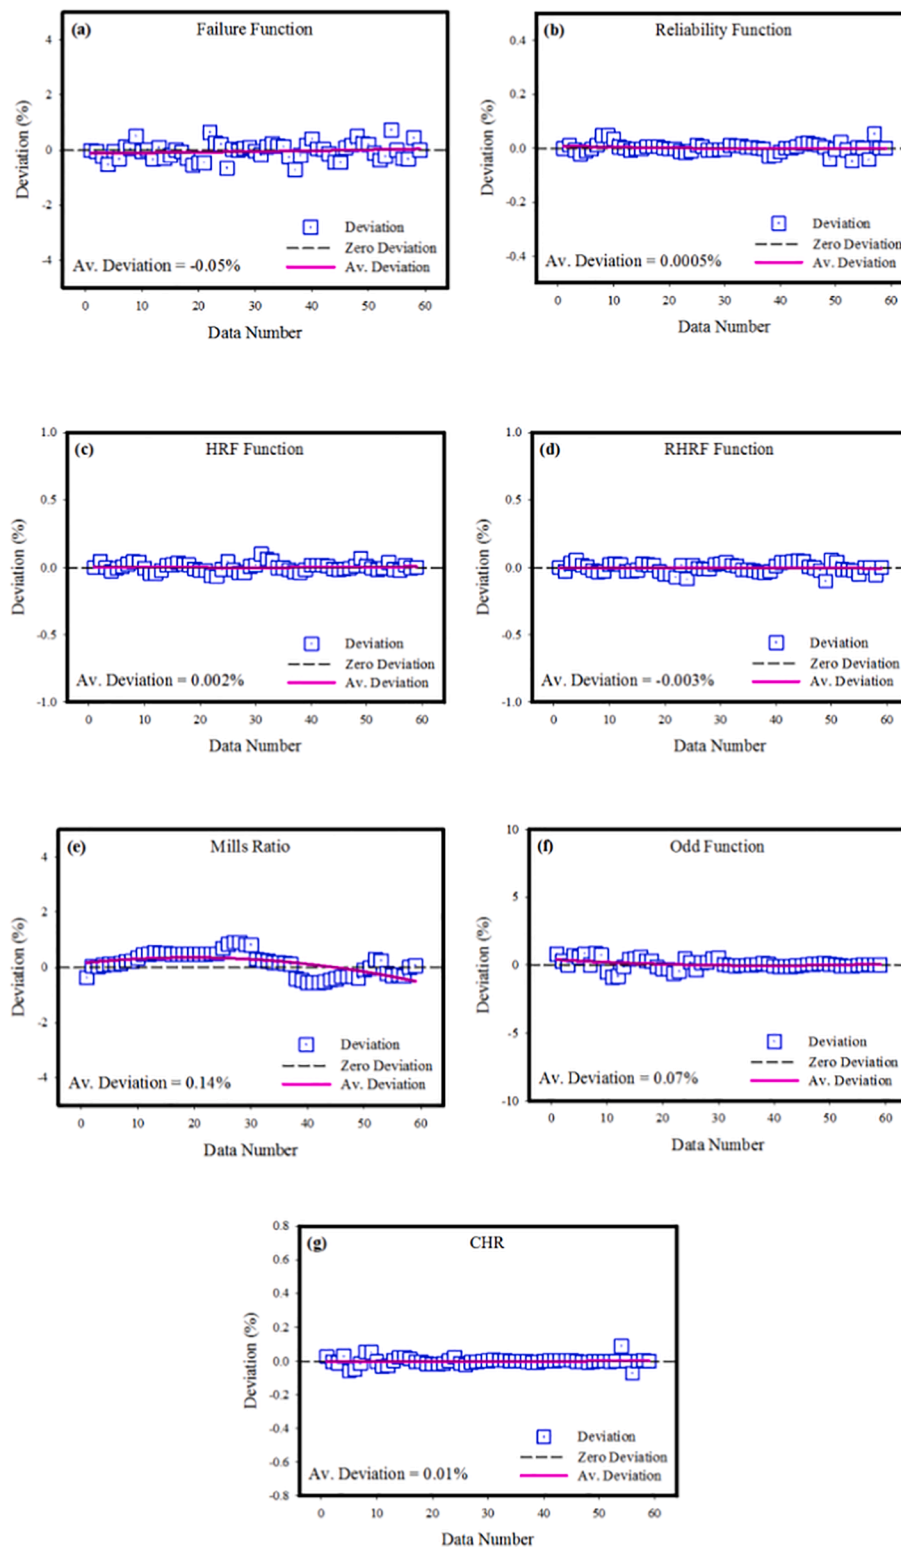 (a) Failure Function
4
2
0
-2
-4
Deviation (%)
Deviation
Zero Deviation
Av. Deviation
Av. Deviation = -0.05%
0 10 20 30 40 50 60
Data Number
(b) Reliability Function
0.4
0.2
0.0
-0.2
-0.4
Deviation (%)
Deviation
Zero Deviation
Av. Deviation
Av. Deviation = 0.0005%
0 10 20 30 40 50 60
Data Number
(c) HRF Function
1.0
0.5
0.0
-0.5
-1.0
Deviation (%)
Deviation
Zero Deviation
Av. Deviation
Av. Deviation = 0.002%
0 10 20 30 40 50 60
Data Number
(d) RHRF Function
1.0
0.5
0.0
-0.5
-1.0
Deviation (%)
Deviation
Zero Deviation
Av. Deviation
Av. Deviation = -0.003%
0 10 20 30 40 50 60
Data Number
(e) Mills Ratio
4
2
0
-2
-4
Deviation (%)
Deviation
Zero Deviation
Av. Deviation
Av. Deviation = 0.14%
0 10 20 30 40 50 60
Data Number
(f) Odd Function
10
5
0
-5
-10
Deviation (%)
Deviation
Zero Deviation
Av. Deviation
Av. Deviation = 0.07%
0 10 20 30 40 50 60
Data Number
(g) CHR
0.8
0.6
0.4
0.2
0.0
-0.2
-0.4
-0.6
-0.8
Deviation (%)
Deviation
Zero Deviation
Av. Deviation
Av. Deviation = 0.01%
0 10 20 30 40 50 60
Data Number